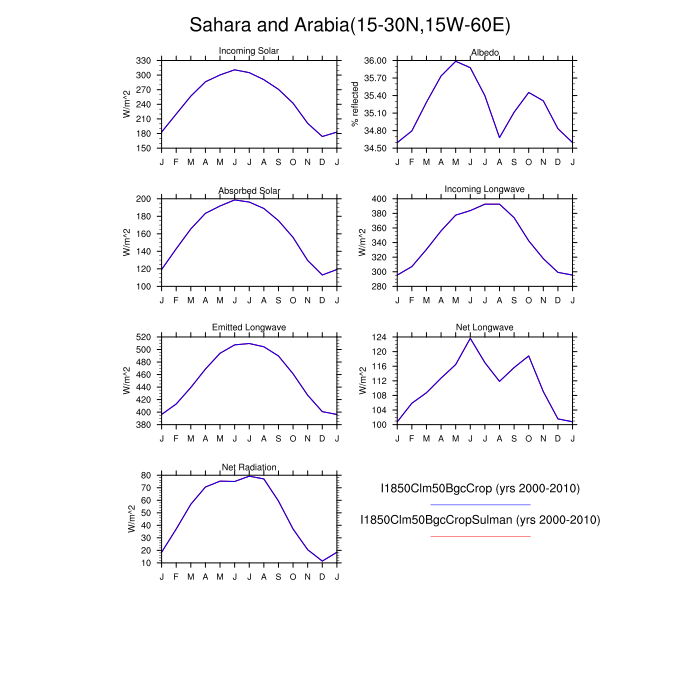 Sahara and Arabia(15-30N,15W-60E)
Incoming Solar
W/m^2
330
300
270
240
210
180
150
J F M A M J J A S O N D J
Albedo
% reflected
36.00
35.70
35.40
35.10
34.80
34.50
J F M A M J J A S O N D J
Absorbed Solar
W/m^2
200
180
160
140
120
100
J F M A M J J A S O N D J
Incoming Longwave
W/m^2
400
380
360
340
320
300
280
J F M A M J J A S O N D J
Emitted Longwave
W/m^2
520
500
480
460
440
420
400
380
J F M A M J J A S O N D J
Net Longwave
W/m^2
124
120
116
112
108
104
100
J F M A M J J A S O N D J
Net Radiation
W/m^2
80
70
60
50
40
30
20
10
J F M A M J J A S O N D J
I1850Clm50BgcCrop (yrs 2000-2010)
I1850Clm50BgcCropSulman (yrs 2000-2010)